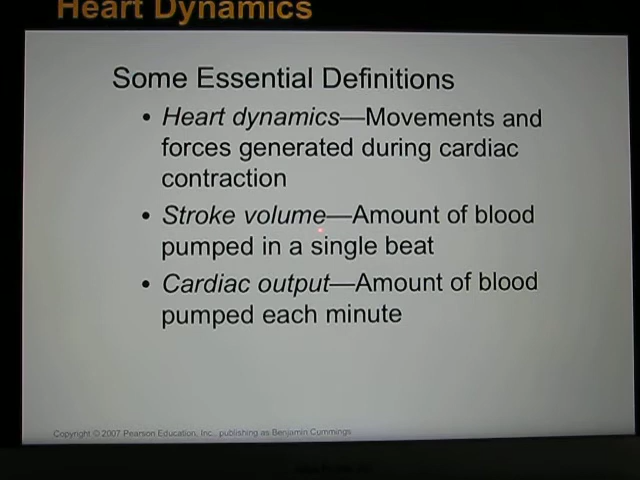 Heart Dynamics
Some Essential Definitions
• Heart dynamics—Movements and
forces generated during cardiac
contraction
• Stroke volume—Amount of blood
pumped in a single beat
• Cardiac output—Amount of blood
pumped each minute
Copyright © 2007 Pearson Education, Inc., publishing as Benjamin Cummings